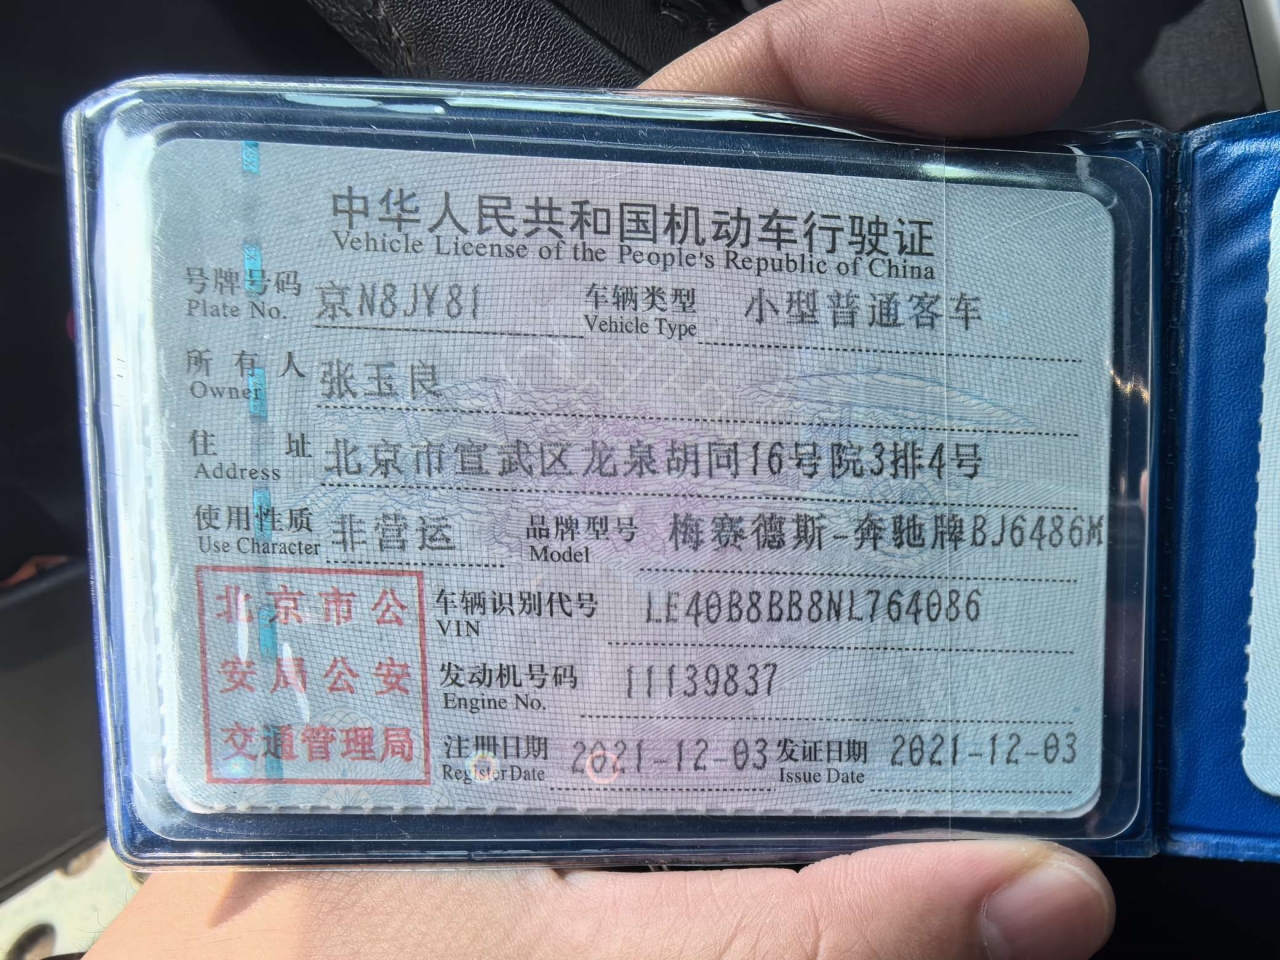 中华人民共和国机动车行驶证
Vehicle License of the People's Republic of China
号牌号码 京N8JY81 车辆类型 小型普通客车
Plate No. Vehicle Type
所有人 张玉良
Owner
住址 北京市宣武区龙泉胡同16号院3排4号
Address
使用性质 非营运 品牌型号 梅赛德斯-奔驰牌BJ6486M
Use Character Model
北京市公
安局公安
交通管理局
车辆识别代号 LE40B8BB8NL764086
VIN
发动机号码 11139837
Engine No.
注册日期 2021-12-03 发证日期 2021-12-03
Register Date Issue Date